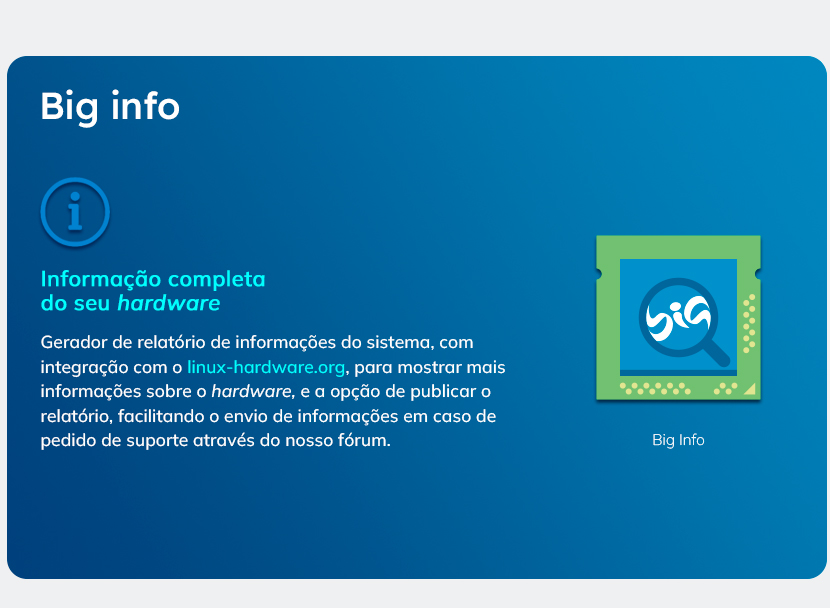 Big info
Informação completa
do seu hardware
Gerador de relatório de informações do sistema, com
integração com o linux-hardware.org, para mostrar mais
informações sobre o hardware, e a opção de publicar o
relatório, facilitando o envio de informações em caso de
pedido de suporte através do nosso fórum.
big
Big Info